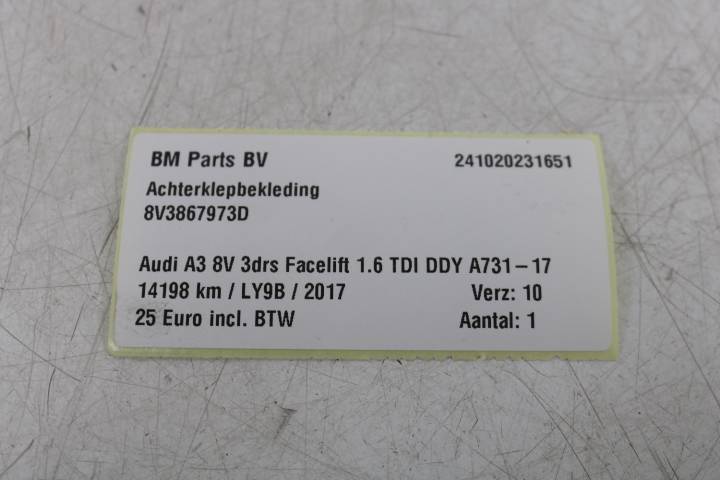 BM Parts BV 241020231651
Achterklepbekleding
8V3867973D
Audi A3 8V 3drs Facelift 1.6 TDI DDY A731-17
14198 km / LY9B / 2017 Verz: 10
25 Euro incl. BTW Aantal: 1